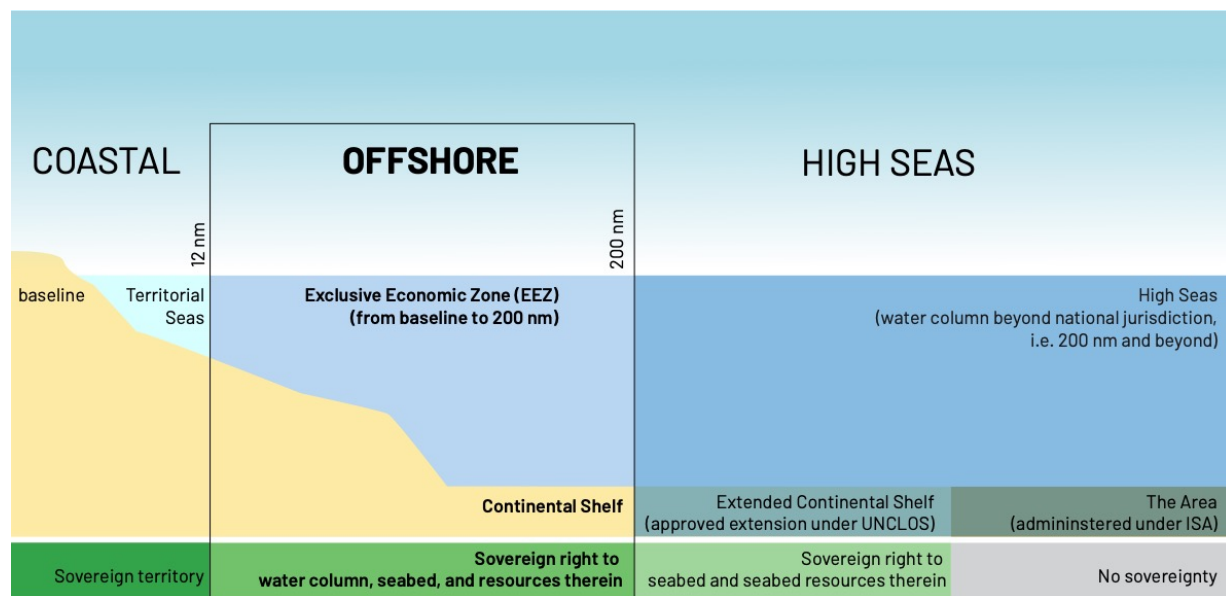 COASTAL
OFFSHORE
HIGH SEAS
12 nm
200 nm
baseline
Territorial
Seas
Exclusive Economic Zone (EEZ)
(from baseline to 200 nm)
High Seas
(water column beyond national jurisdiction,
i.e. 200 nm and beyond)
Continental Shelf
Extended Continental Shelf
(approved extension under UNCLOS)
The Area
(admininstered under ISA)
Sovereign territory
Sovereign right to
water column, seabed, and resources therein
Sovereign right to
seabed and seabed resources therein
No sovereignty